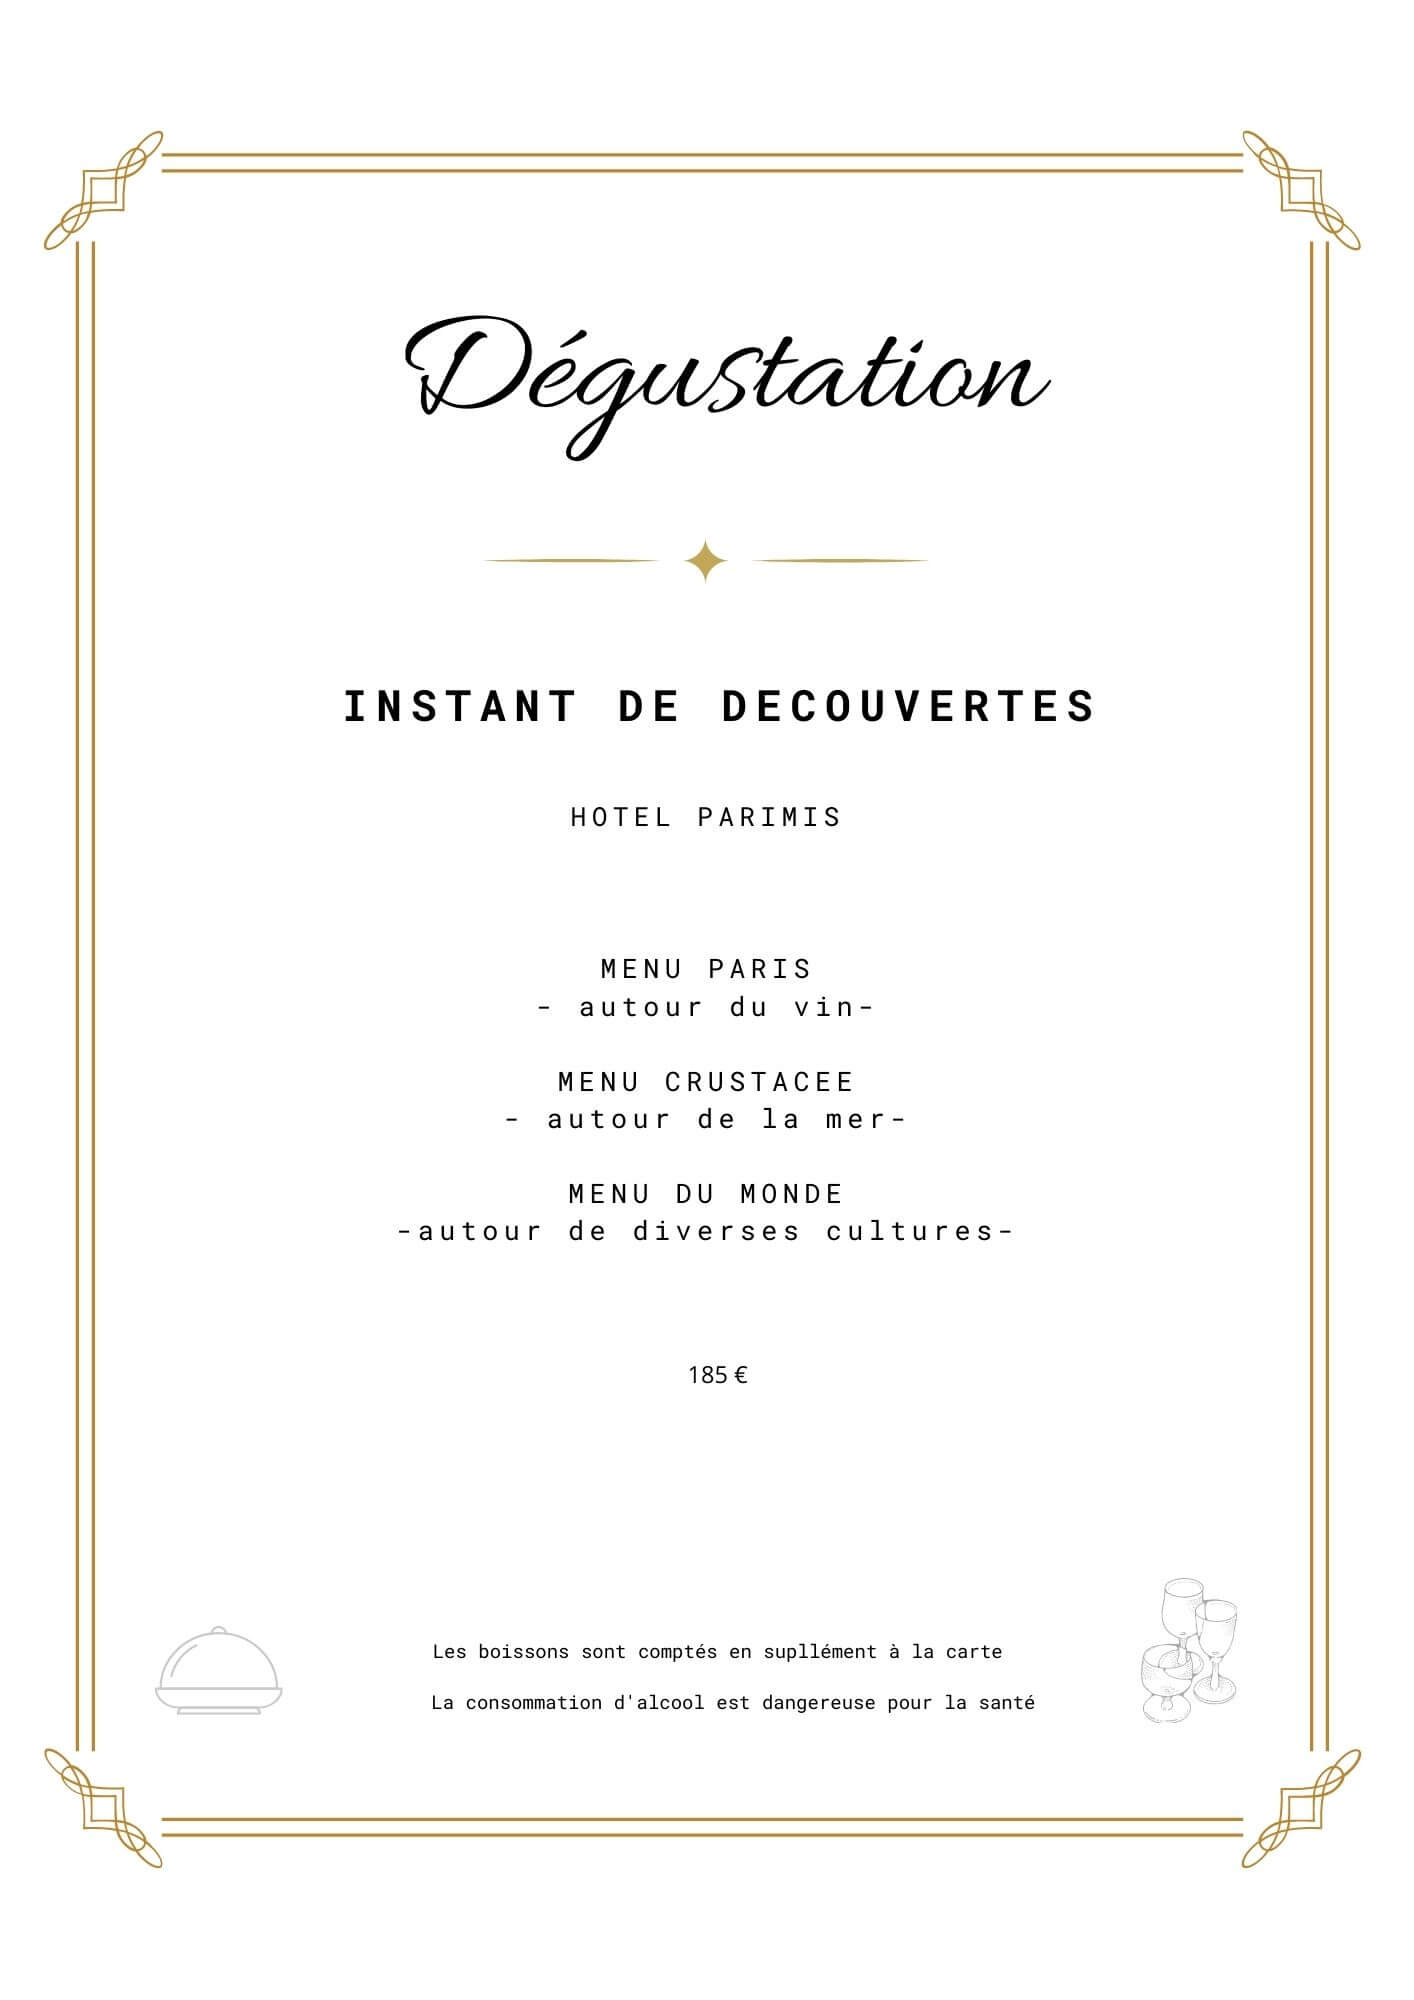 Dégustation
INSTANT DE DECOUVERTES
HOTEL PARIMIS
MENU PARIS
- autour du vin-
MENU CRUSTACEE
- autour de la mer-
MENU DU MONDE
-autour de diverses cultures-
185 €
Les boissons sont comptés en supllément à la carte
La consommation d'alcool est dangereuse pour la santé